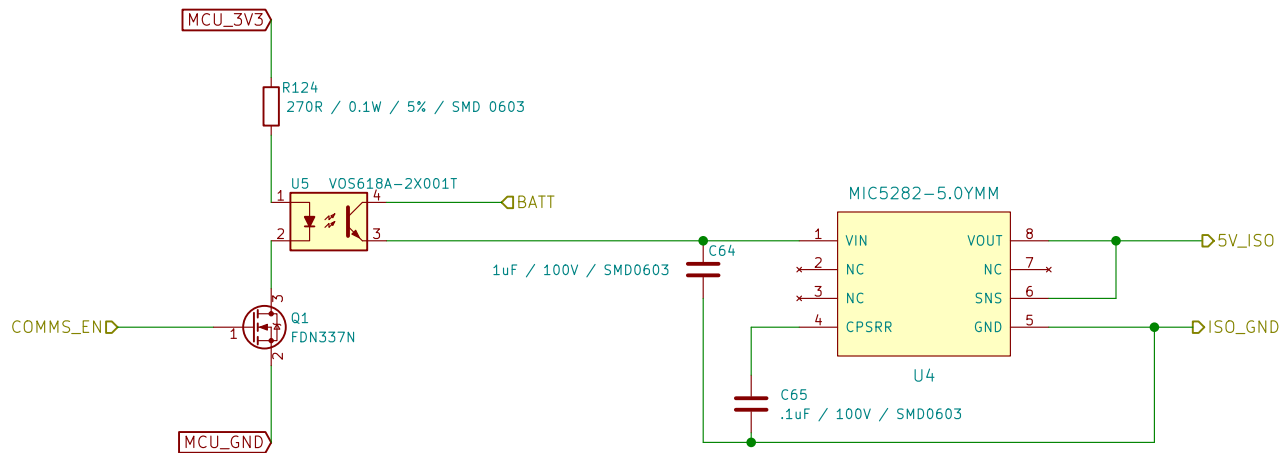 MCU_3V3
R124
270R / 0.1W / 5% / SMD 0603
U5 VOS618A-2X001T
1
4
BATT
2
3
MIC5282-5.0YMM
1 VIN VOUT 8
5V_ISO
2 NC NC 7
3 NC SNS 6
4 CPSRR GND 5
ISO_GND
U4
C64
1uF / 100V / SMD0603
COMMS_EN
3
1
2
Q1
FDN337N
C65
.1uF / 100V / SMD0603
MCU_GND